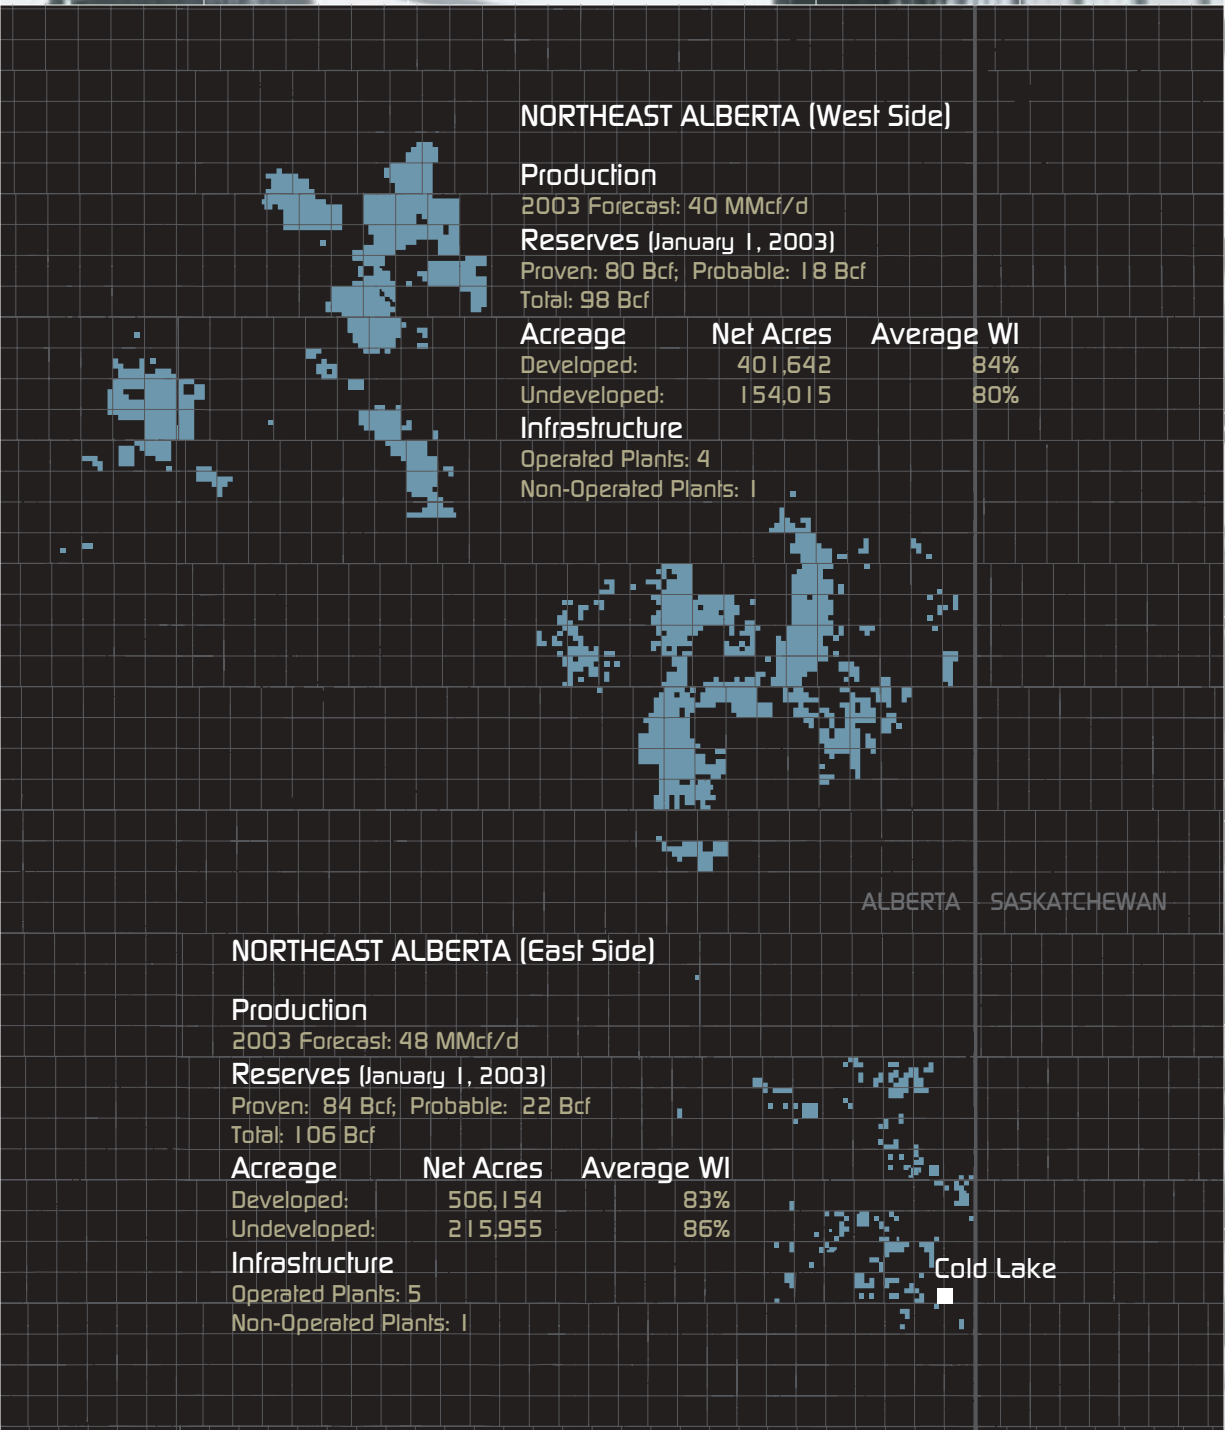 NORTHEAST ALBERTA (West Side)
Production
2003 Forecast: 40 MMcf/d
Reserves (January 1, 2003)
Proven: 80 Bcf; Probable: 18 Bcf
Total: 98 Bcf
Acreage Net Acres Average WI
Developed: 401,642 84%
Undeveloped: 154,015 80%
Infrastructure
Operated Plants: 4
Non-Operated Plants: 1
ALBERTA SASKATCHEWAN
NORTHEAST ALBERTA (East Side)
Production
2003 Forecast: 48 MMcf/d
Reserves (January 1, 2003)
Proven: 84 Bcf; Probable: 22 Bcf
Total: 106 Bcf
Acreage Net Acres Average WI
Developed: 506,154 83%
Undeveloped: 215,955 86%
Infrastructure
Operated Plants: 5
Non-Operated Plants: 1
Cold Lake